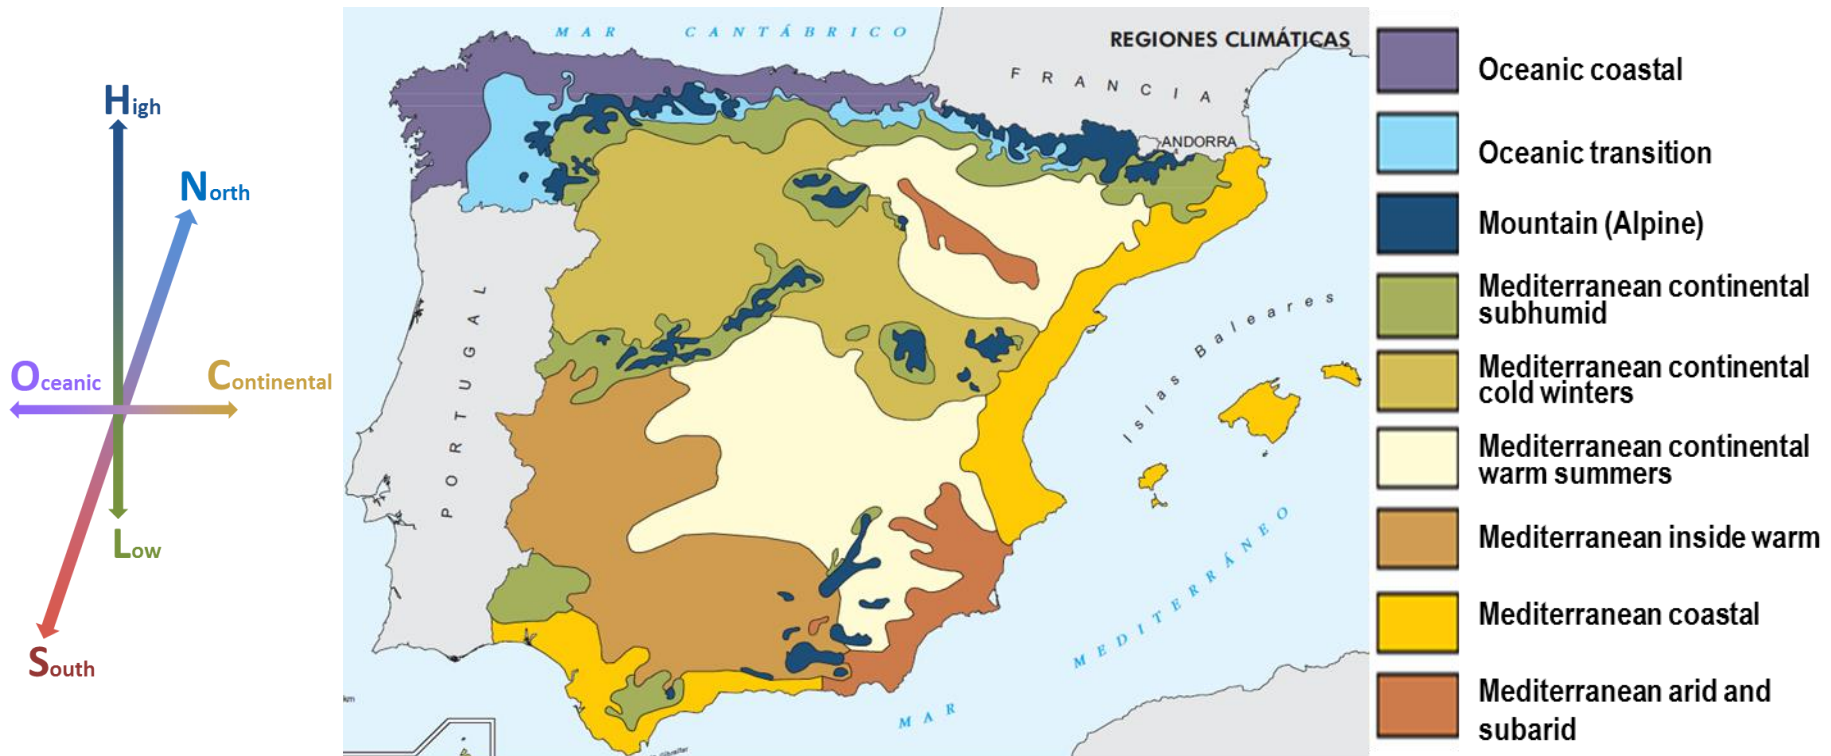 High
North
Oceanic
Continental
Low
South
MAR CANTÁBRICO
REGIONES CLIMÁTICAS
FRANCIA
ANDORRA
PORTUGAL
Islas Baleares
MAR MEDITERRÁNEO
km
Oceanic coastal
Oceanic transition
Mountain (Alpine)
Mediterranean continental
subhumid
Mediterranean continental
cold winters
Mediterranean continental
warm summers
Mediterranean inside warm
Mediterranean coastal
Mediterranean arid and
subarid